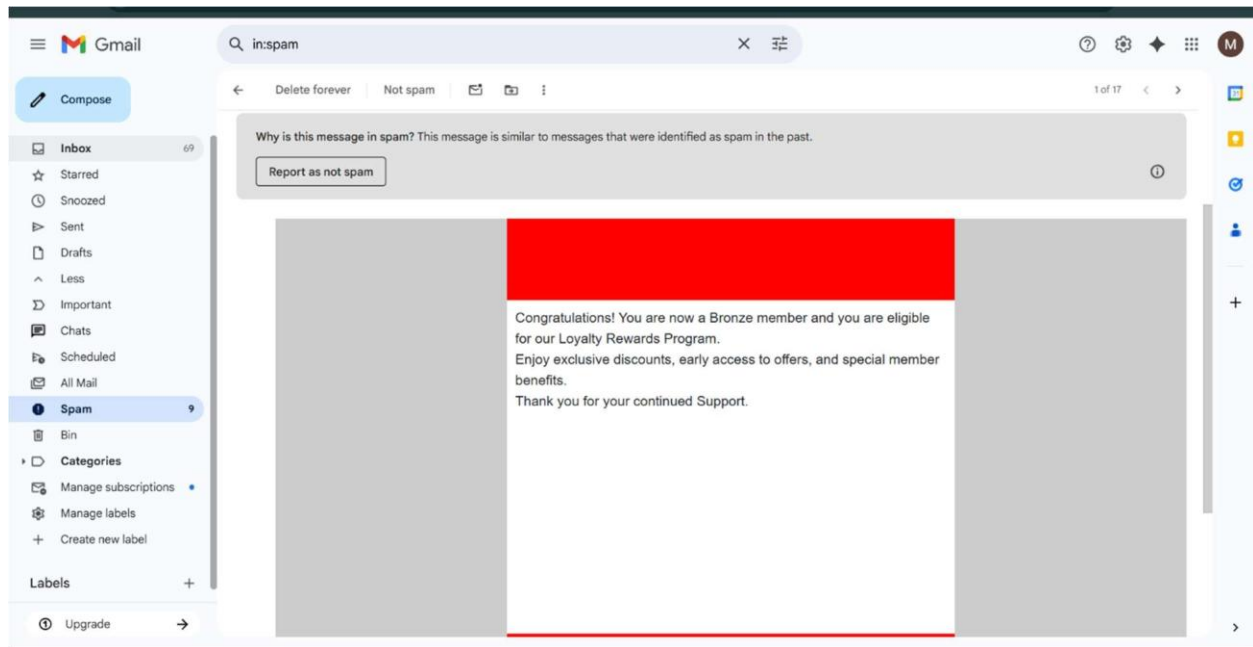 Gmail
in:spam
M
Compose
Delete forever
Not spam
1 of 17
Why is this message in spam? This message is similar to messages that were identified as spam in the past.
Report as not spam
Inbox 69
Starred
Snoozed
Sent
Drafts
Less
Important
Chats
Scheduled
All Mail
Spam 9
Bin
Categories
Manage subscriptions
Manage labels
Create new label
Labels
Upgrade
Congratulations! You are now a Bronze member and you are eligible
for our Loyalty Rewards Program.
Enjoy exclusive discounts, early access to offers, and special member
benefits.
Thank you for your continued Support.